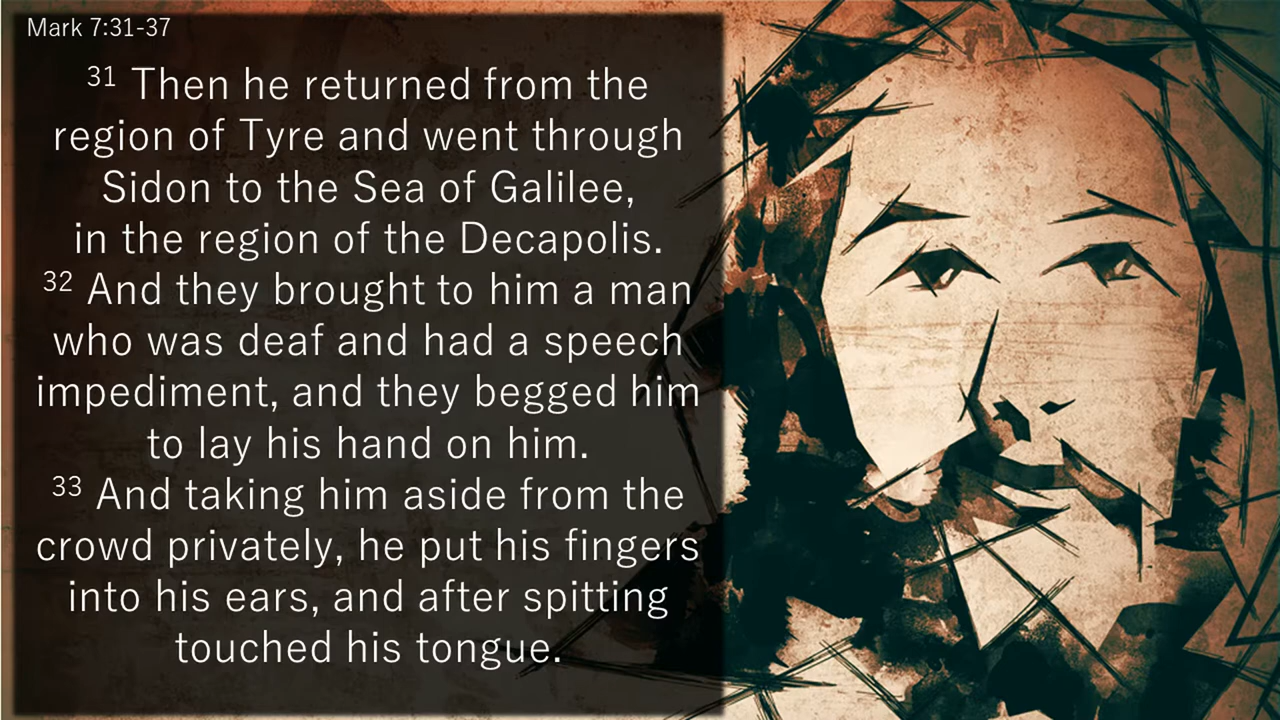 Mark 7:31-37
31 Then he returned from the
region of Tyre and went through
Sidon to the Sea of Galilee,
in the region of the Decapolis.
32 And they brought to him a man
who was deaf and had a speech
impediment, and they begged him
to lay his hand on him.
33 And taking him aside from the
crowd privately, he put his fingers
into his ears, and after spitting
touched his tongue.